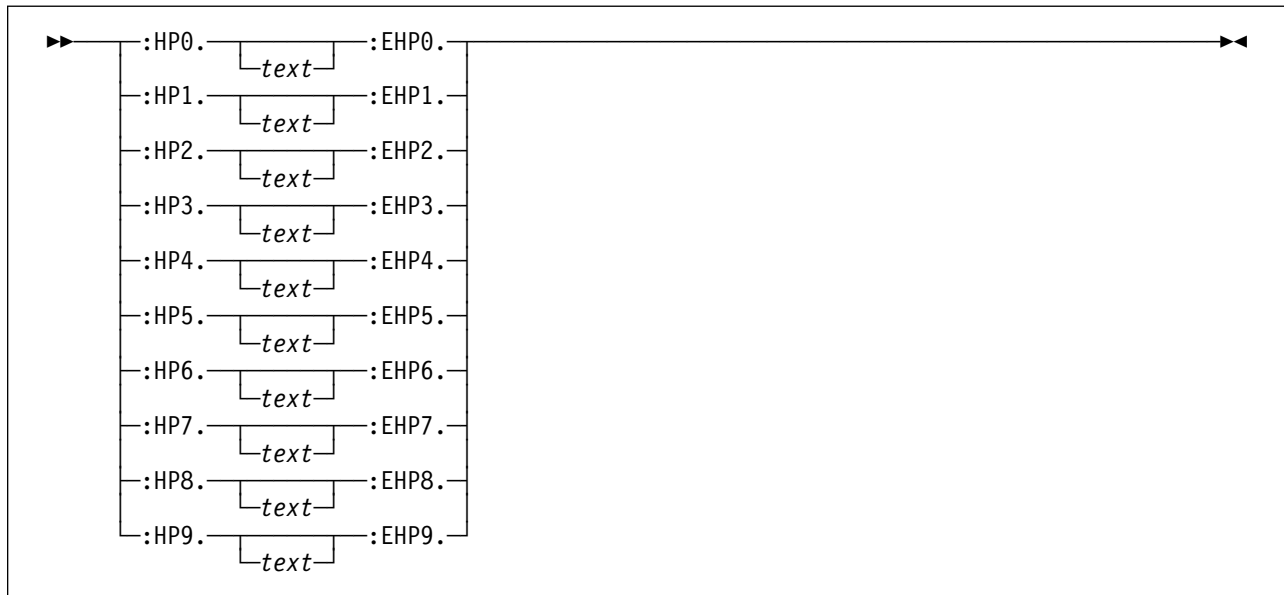 :HP0. :EHP0.
text
:HP1. :EHP1.
text
:HP2. :EHP2.
text
:HP3. :EHP3.
text
:HP4. :EHP4.
text
:HP5. :EHP5.
text
:HP6. :EHP6.
text
:HP7. :EHP7.
text
:HP8. :EHP8.
text
:HP9. :EHP9.
text